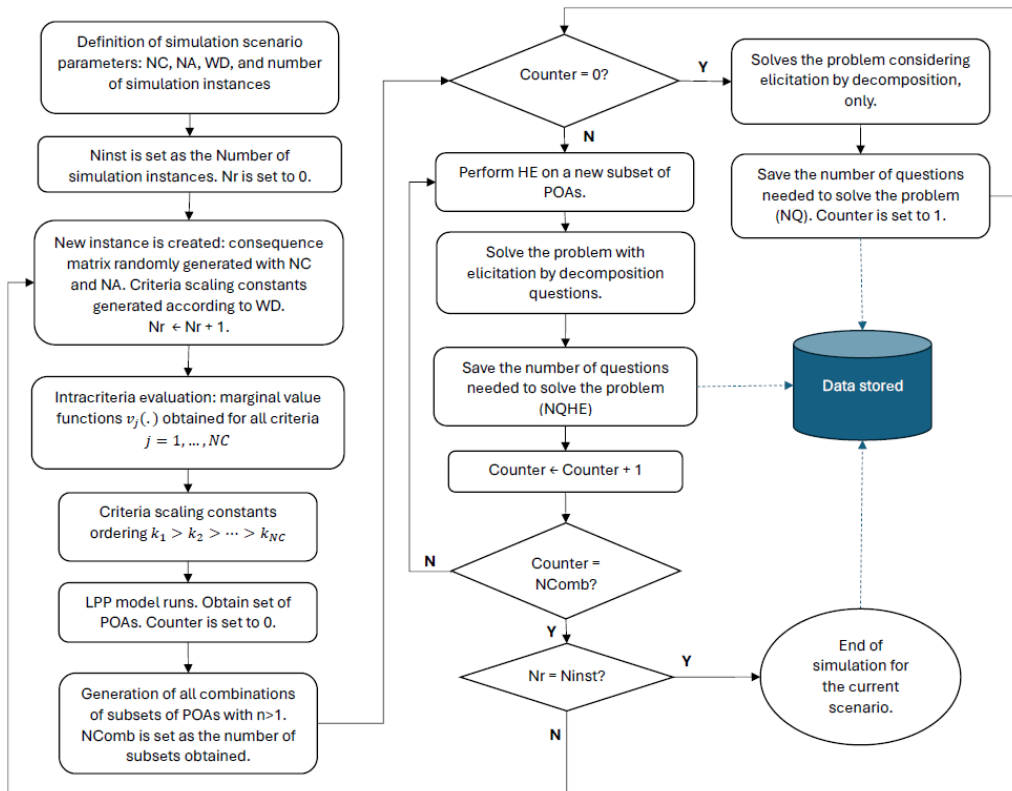 Definition of simulation scenario
parameters: NC, NA, WD, and number
of simulation instances
Ninst is set as the Number of
simulation instances. Nr is set to 0.
New instance is created: consequence
matrix randomly generated with NC
and NA. Criteria scaling constants
generated according to WD.
Nr ← Nr + 1.
Intracriteria evaluation: marginal value
functions v_j(.) obtained for all criteria
j = 1, … , NC
Criteria scaling constants
ordering k_1 > k_2 > ⋯ > k_NC
LPP model runs. Obtain set of
POAs. Counter is set to 0.
Generation of all combinations
of subsets of POAs with n>1.
NComb is set as the number of
subsets obtained.
Counter = 0?
Y
N
Perform HE on a new subset of
POAs.
Solve the problem with
elicitation by decomposition
questions.
Save the number of questions
needed to solve the problem
(NQHE)
Counter ← Counter + 1
Counter =
NComb?
N
Y
Nr = Ninst?
Y
N
Solves the problem considering
elicitation by decomposition,
only.
Save the number of questions
needed to solve the problem
(NQ). Counter is set to 1.
Data stored
End of
simulation for
the current
scenario.